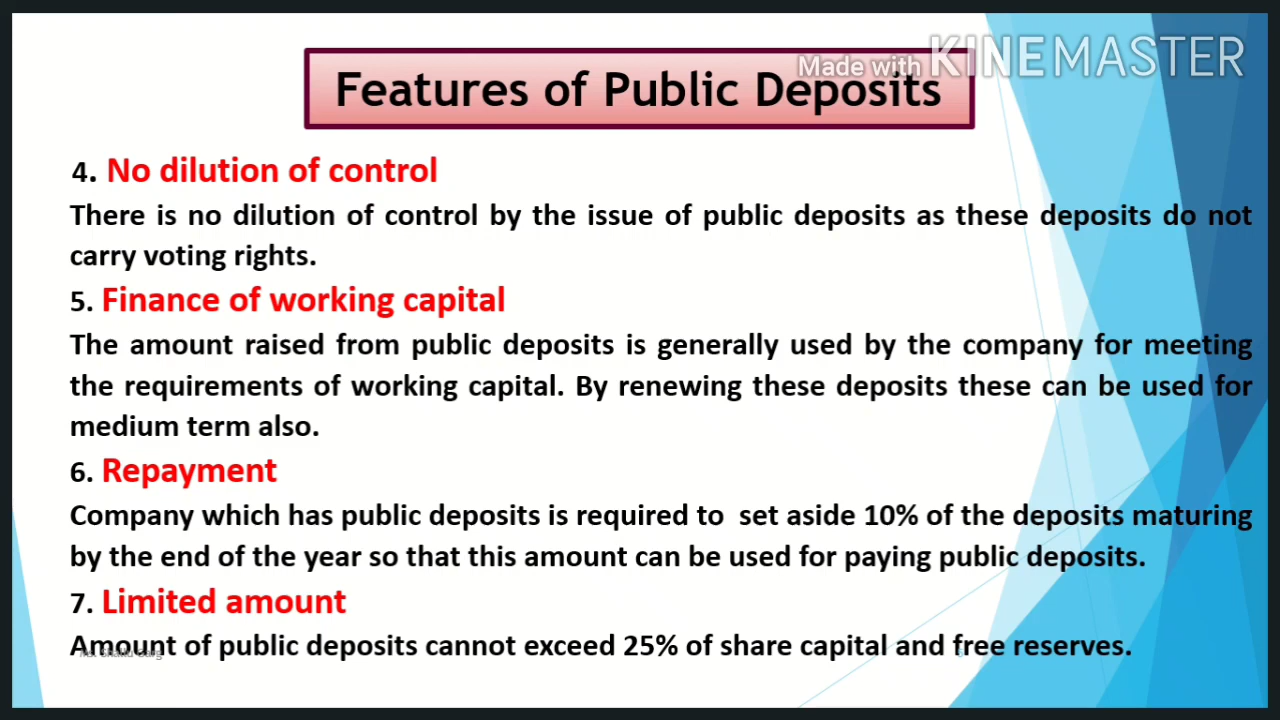 Made with KINEMASTER
Features of Public Deposits
4. No dilution of control
There is no dilution of control by the issue of public deposits as these deposits do not
carry voting rights.
5. Finance of working capital
The amount raised from public deposits is generally used by the company for meeting
the requirements of working capital. By renewing these deposits these can be used for
medium term also.
6. Repayment
Company which has public deposits is required to set aside 10% of the deposits maturing
by the end of the year so that this amount can be used for paying public deposits.
7. Limited amount
Amount of public deposits cannot exceed 25% of share capital and free reserves.